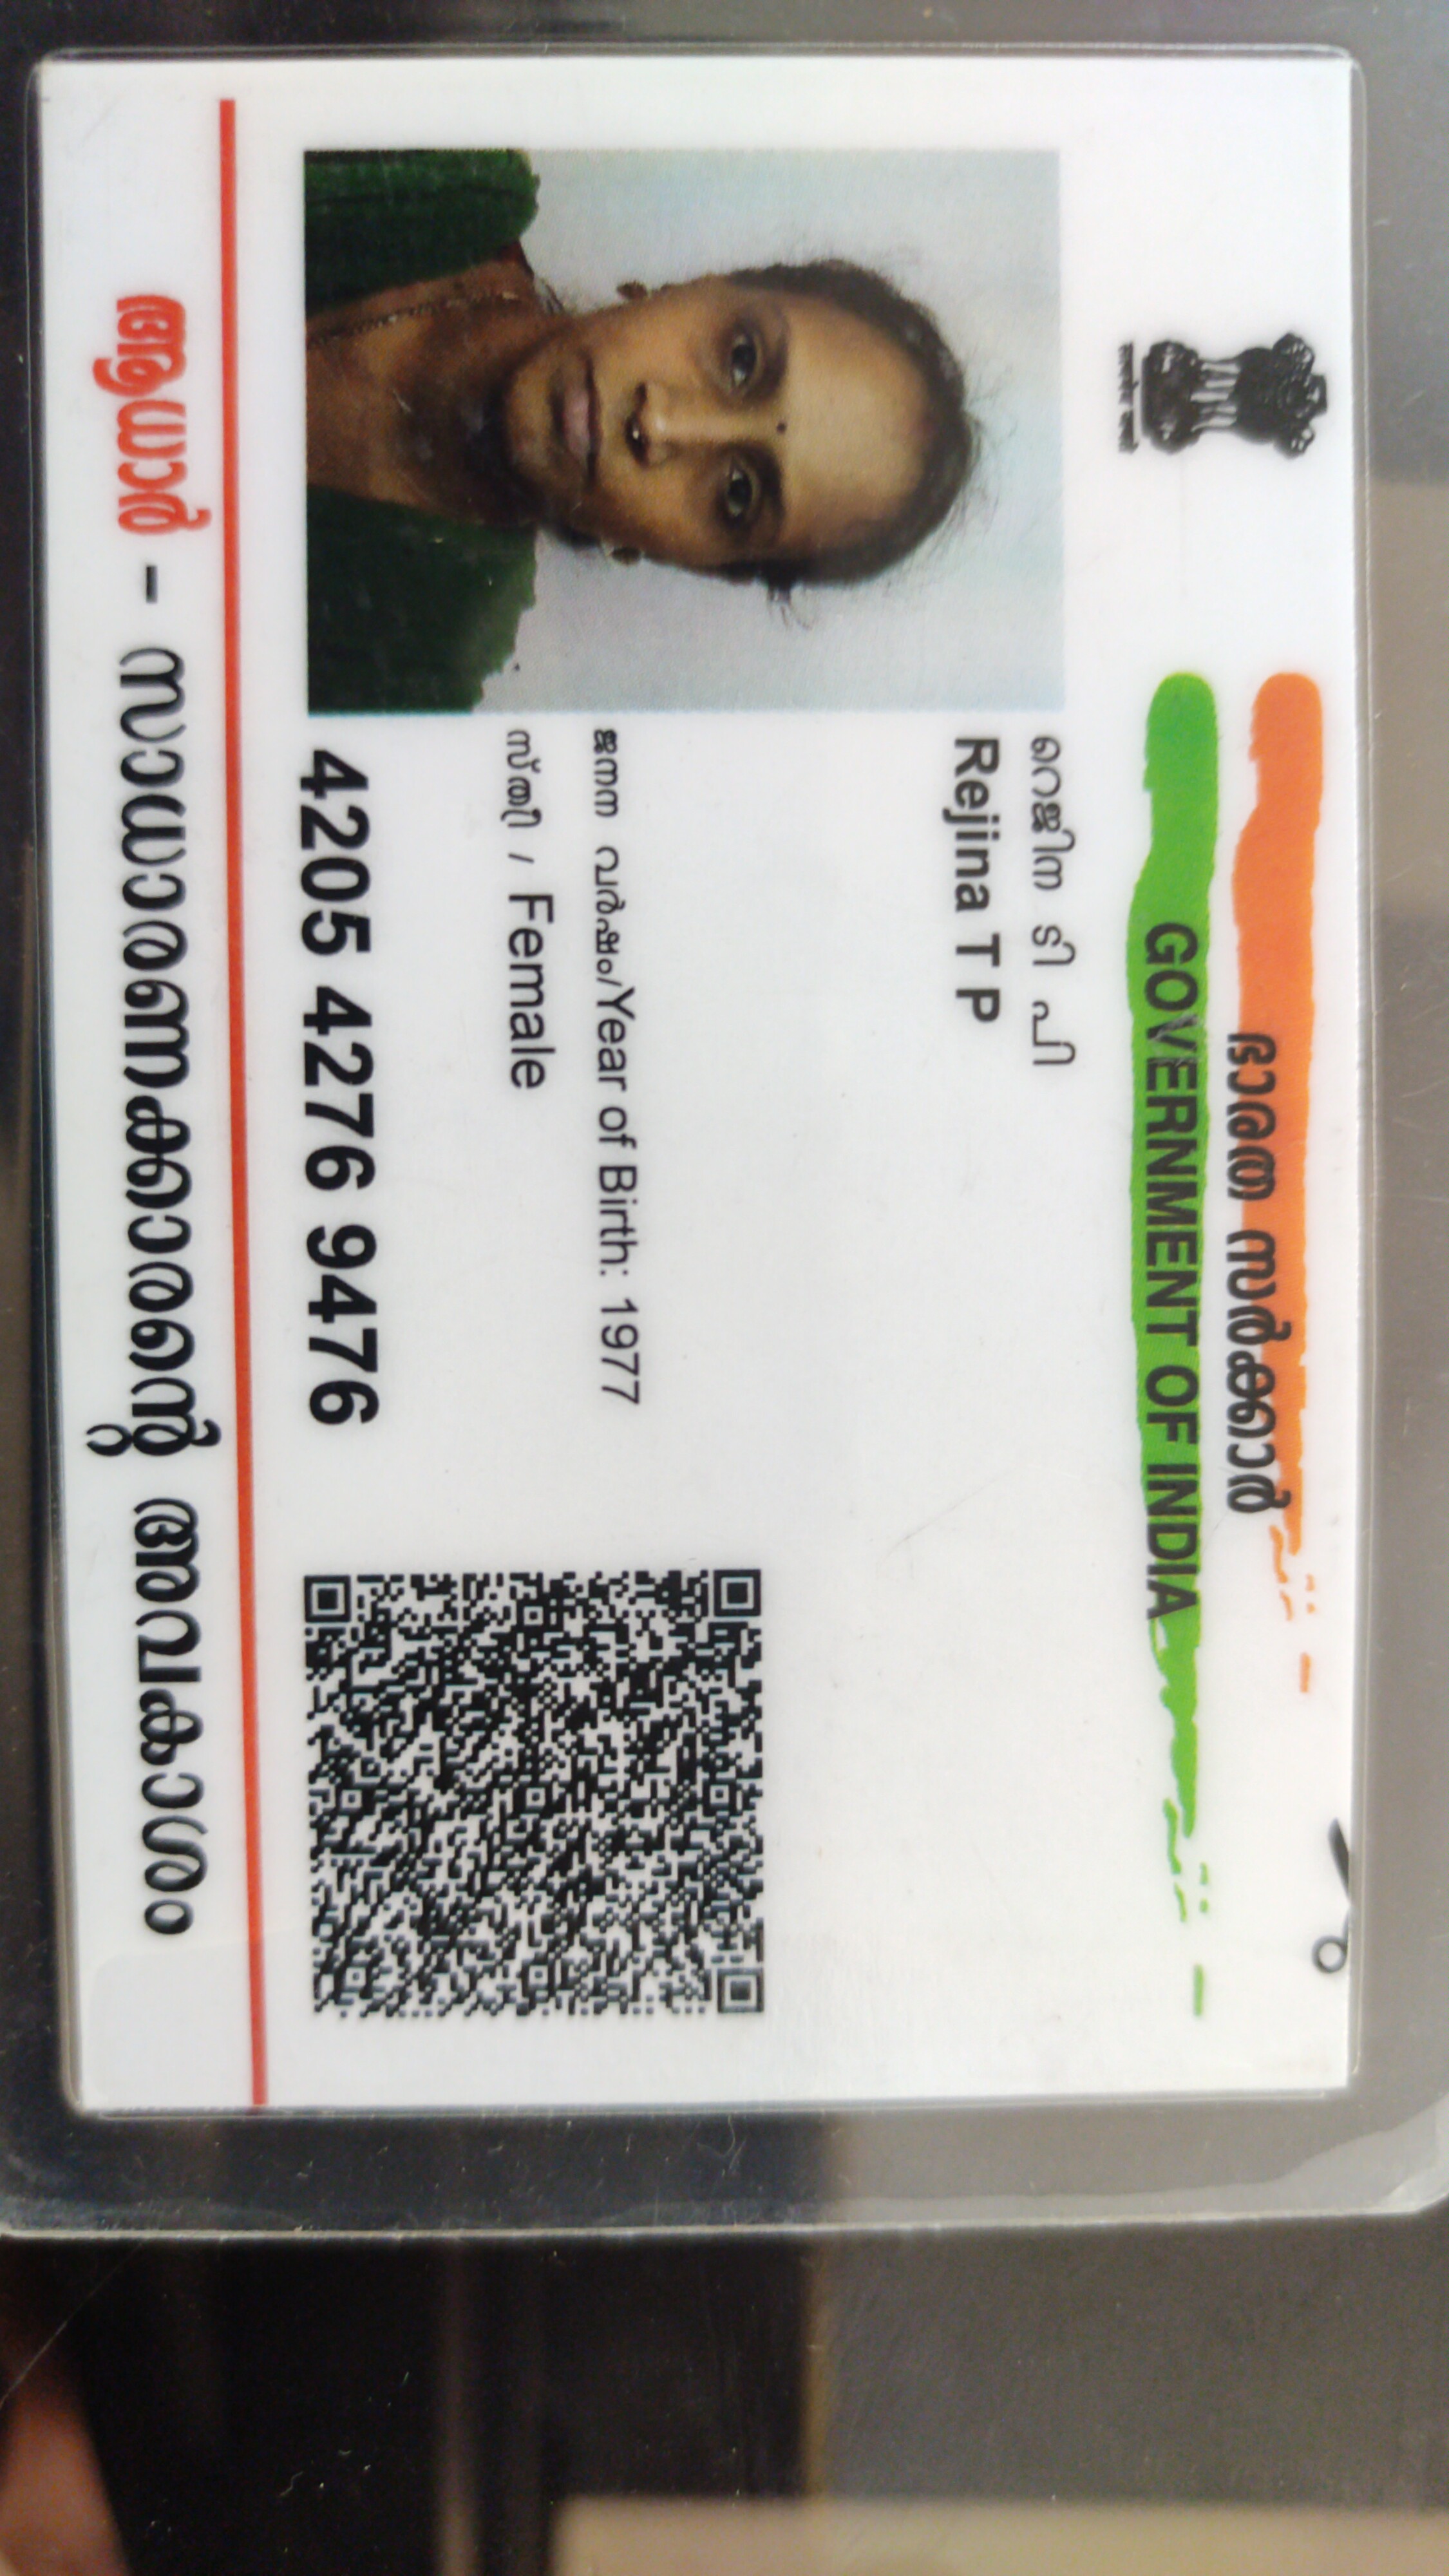 ഭാരത സർക്കാർ
GOVERNMENT OF INDIA
റെജിന ടി പി
Rejina T P
ജനന വർഷം/Year of Birth: 1977
സ്ത്രീ / Female
4205 4276 9476
ആധാർ - സാധാരണക്കാരന്റെ അവകാശം